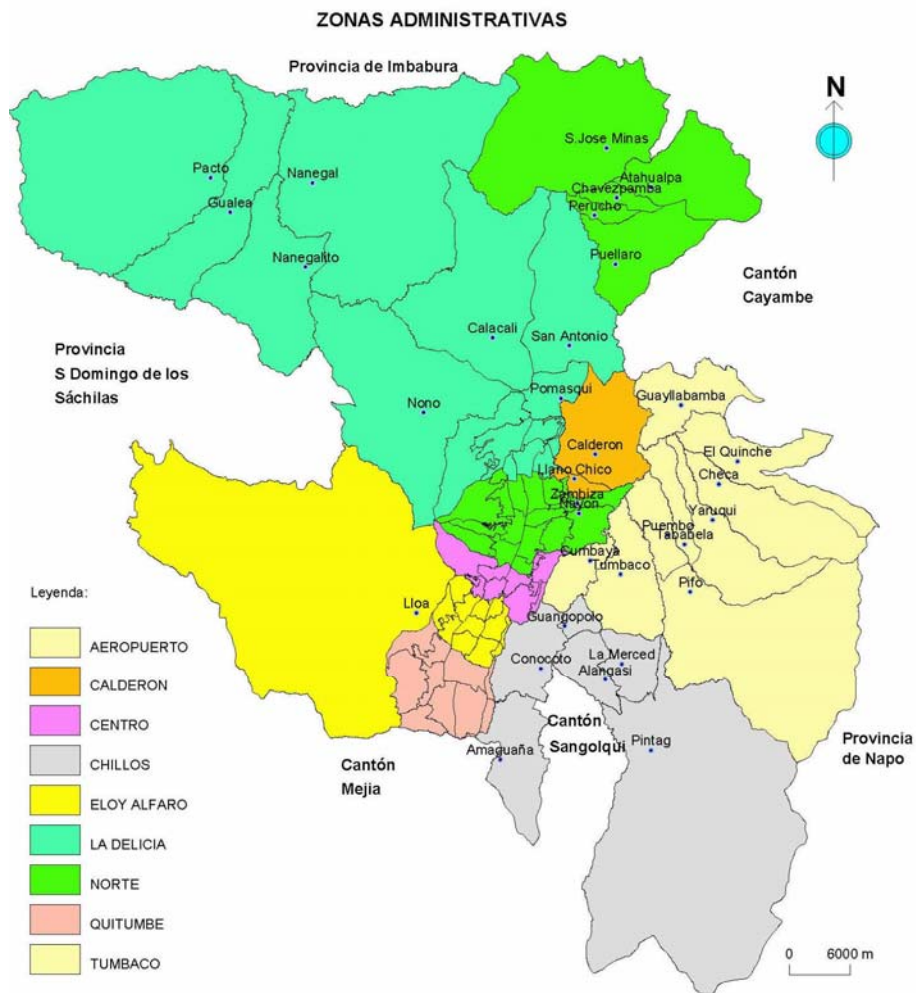 ZONAS ADMINISTRATIVAS
Provincia de Imbabura
N
S.Jose Minas
Pacto
Nanegal
Atahualpa
Chavezpamba
Gualea
Perucho
Nanegalito
Puellaro
Cantón
Cayambe
Calacali
San Antonio
Provincia
S Domingo de los
Sáchilas
Pomasqui
Guayllabamba
Nono
Calderon
El Quinche
Llano Chico
Checa
Zambiza
Nayon
Yaruqui
Puembo
Tababela
Cumbaya
Tumbaco
Pifo
Leyenda:
Lloa
Guangopolo
AEROPUERTO
La Merced
Conocoto
Alangasi
CALDERON
CENTRO
Cantón
Sangolqui
Pintag
Provincia
de Napo
Amaguaña
Cantón
Mejia
CHILLOS
ELOY ALFARO
LA DELICIA
NORTE
QUITUMBE
TUMBACO
0 6000 m